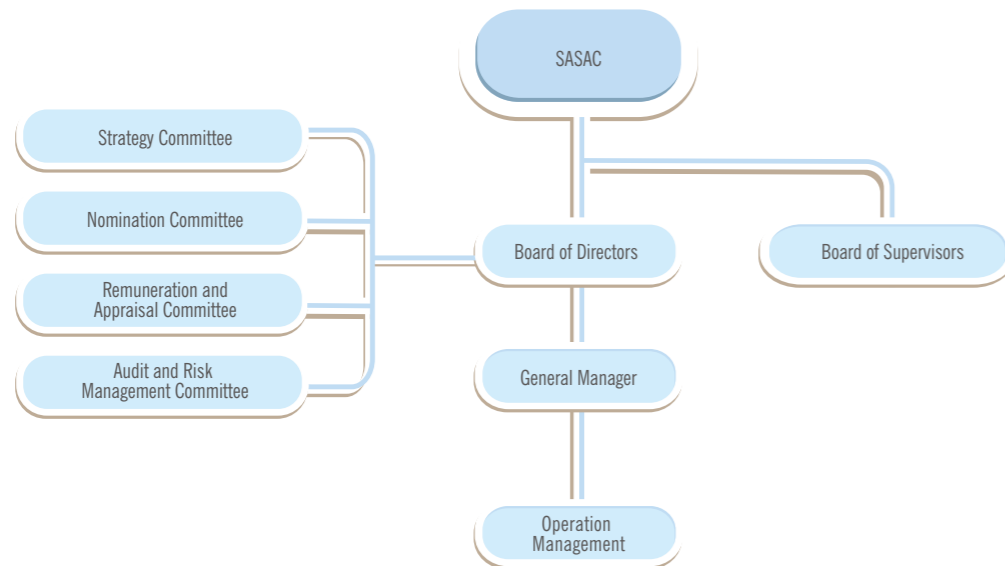 SASAC
Strategy Committee
Nomination Committee
Board of Directors
Board of Supervisors
Remuneration and
Appraisal Committee
Audit and Risk
Management Committee
General Manager
Operation
Management